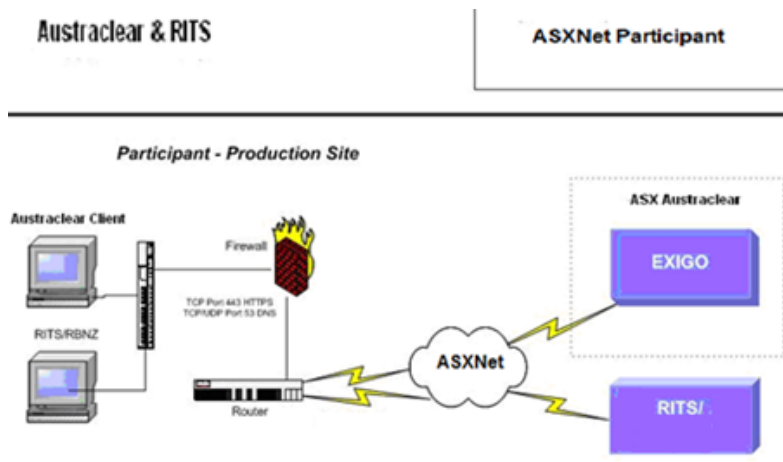 Austraclear & RITS
ASXNet Participant
Participant - Production Site
ASX Austraclear
Austraclear Client
Firewall
EXIGO
TCP Port 443 HTTPS
TCP/UDP Port 53 DNS
RITS/RBNZ
ASXNet
RITS/
Router